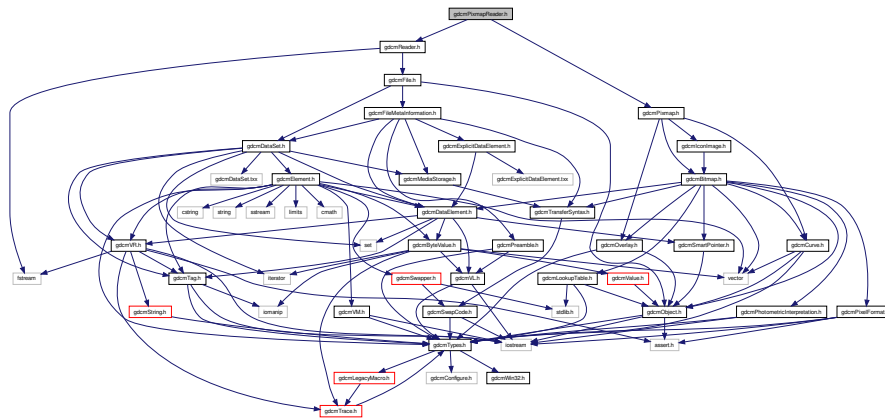 gdcmPixmapReader.h
gdcmReader.h
gdcmFile.h
gdcmFileMetaInformation.h
gdcmPixmap.h
gdcmDataSet.h
gdcmExplicitDataElement.h
gdcmIconImage.h
gdcmDataSet.txx
gdcmElement.h
gdcmMediaStorage.h
gdcmExplicitDataElement.txx
gdcmBitmap.h
cstring
string
sstream
limits
cmath
gdcmDataElement.h
gdcmTransferSyntax.h
gdcmVR.h
set
gdcmByteValue.h
gdcmPreamble.h
gdcmOverlay.h
gdcmSmartPointer.h
gdcmCurve.h
fstream
gdcmTag.h
iterator
gdcmSwapper.h
gdcmVL.h
gdcmLookupTable.h
gdcmValue.h
vector
gdcmString.h
iomanip
gdcmVM.h
gdcmSwapCode.h
stdlib.h
gdcmObject.h
gdcmPhotometricInterpretation.h
gdcmPixelFormat.h
gdcmTypes.h
iostream
assert.h
gdcmLegacyMacro.h
gdcmConfigure.h
gdcmWin32.h
gdcmTrace.h